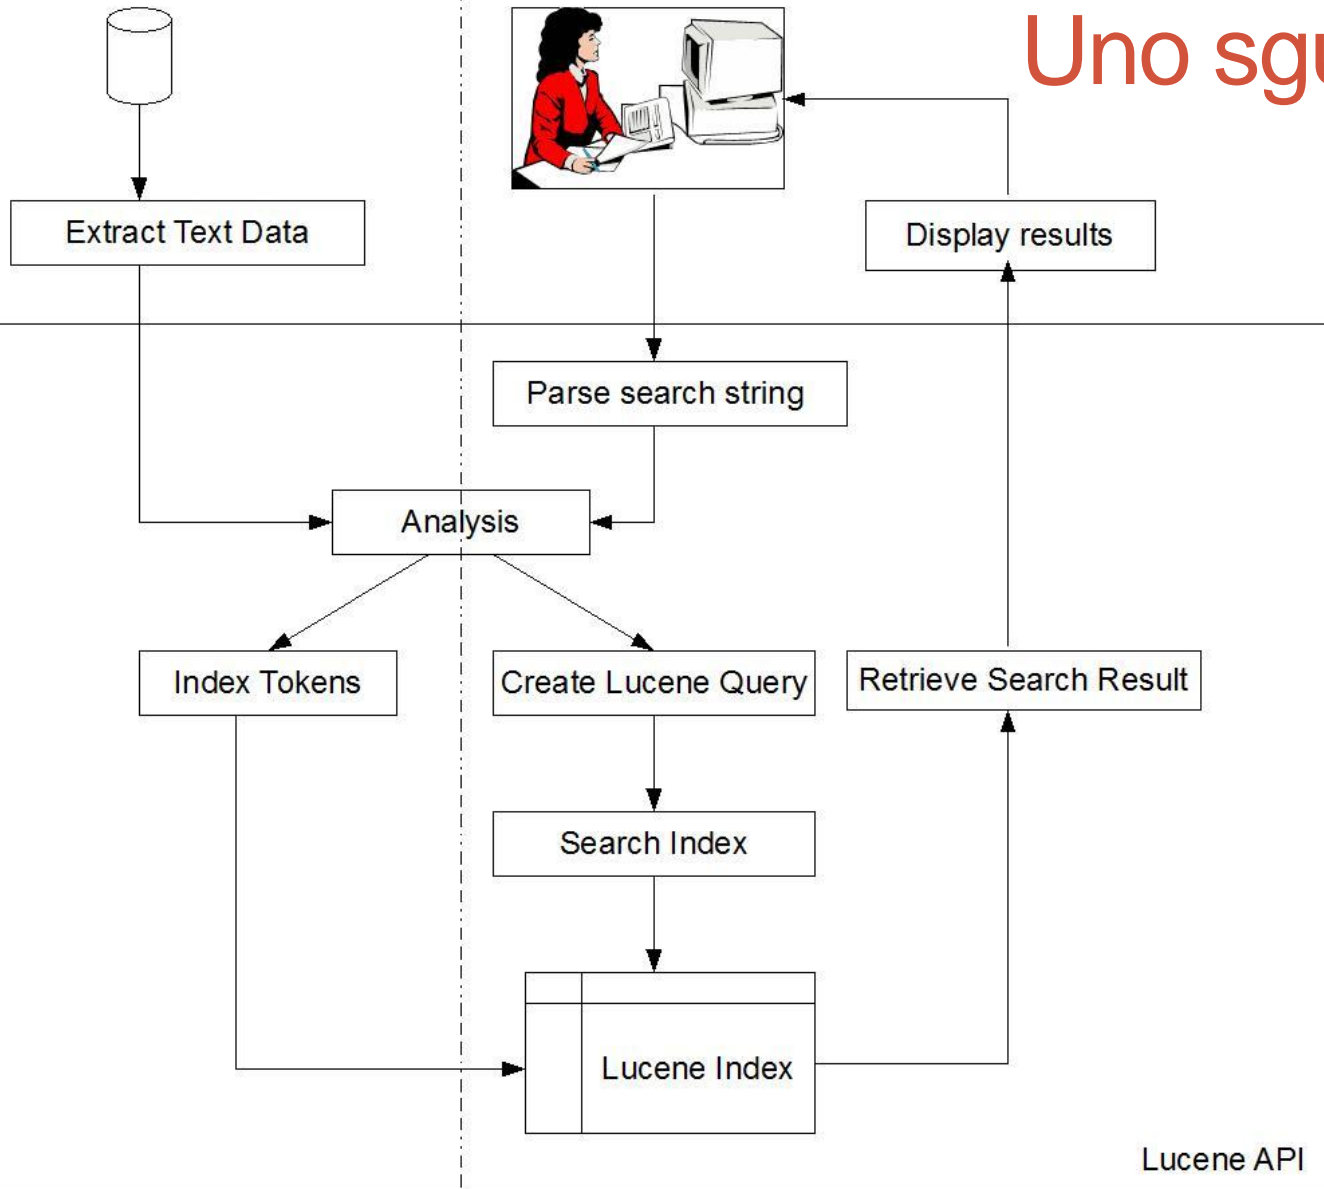 Uno
Extract Text Data
Display results
Parse search string
Analysis
Index Tokens
Create Lucene Query
Retrieve Search Result
Search Index
Lucene Index
Lucene API